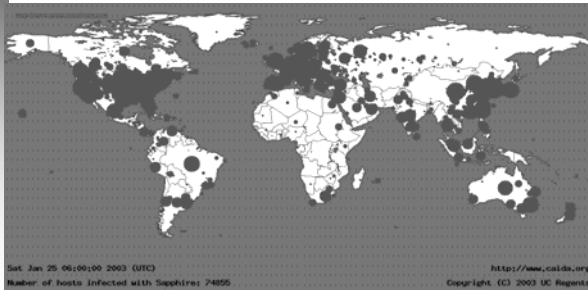 Sat Jan 25 06:00:00 2003 (UTC)
http://www.caida.org
Number of hosts infected with Sapphire: 74855
Copyright (C) 2003 UC Regents